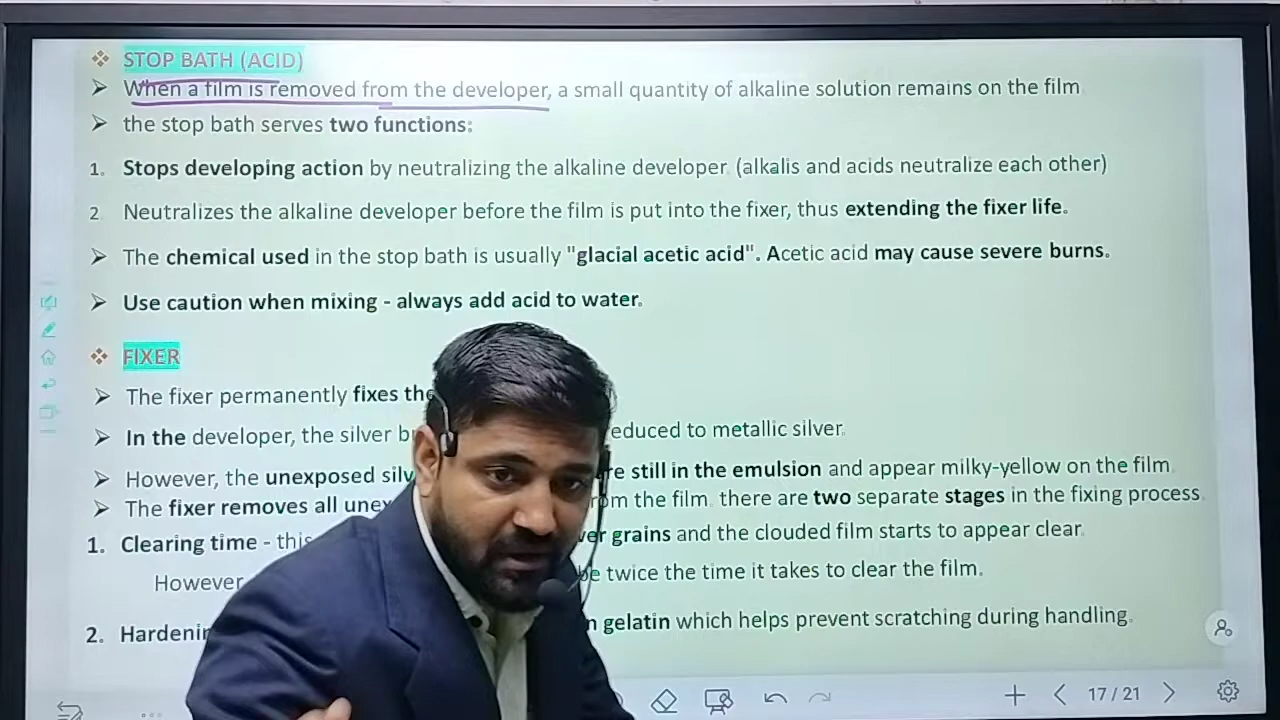 ❖ STOP BATH (ACID)
➢ When a film is removed from the developer, a small quantity of alkaline solution remains on the film
➢ the stop bath serves two functions:
1. Stops developing action by neutralizing the alkaline developer (alkalis and acids neutralize each other)
2 Neutralizes the alkaline developer before the film is put into the fixer, thus extending the fixer life.
➢ The chemical used in the stop bath is usually "glacial acetic acid". Acetic acid may cause severe burns.
➢ Use caution when mixing - always add acid to water.
❖ FIXER
➢ The fixer permanently fixes the
➢ In the developer, the silver educed to metallic silver.
➢ However, the unexposed still in the emulsion and appear milky-yellow on the film
➢ The fixer removes all from the film there are two separate stages in the fixing process
1. Clearing time - this grains and the clouded film starts to appear clear.
However be twice the time it takes to clear the film.
2. gelatin which helps prevent scratching during handling.
17 / 21